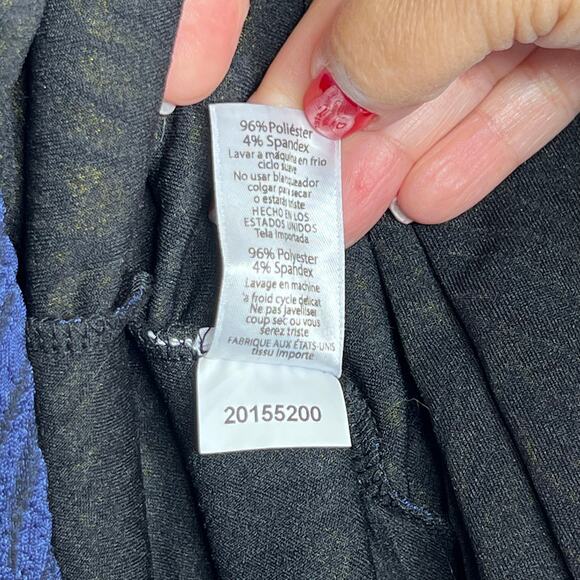 96% Poliéster
4% Spandex
Lavar a máquina en frio
ciclo suave
No usar blanqueador
colgar para secar
o estará triste
HECHO EN LOS
ESTADOS UNIDOS
Tela Importada
96% Polyester
4% Spandex
Lavage en machine
a froid cycle délicat
Ne pas javelliser
coup sec ou vous
serez triste
FABRIQUE AUX ÉTATS-UNIS
tissu importe
20155200